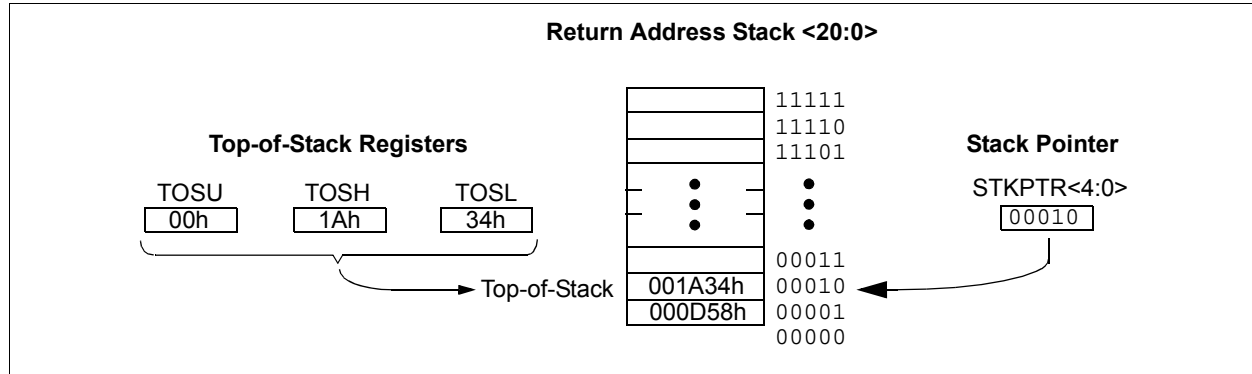 Return Address Stack <20:0>
11111
11110
Top-of-Stack Registers
11101
Stack Pointer
TOSU TOSH TOSL
STKPTR<4:0>
00h 1Ah 34h
00010
00011
Top-of-Stack 001A34h 00010
000D58h 00001
00000